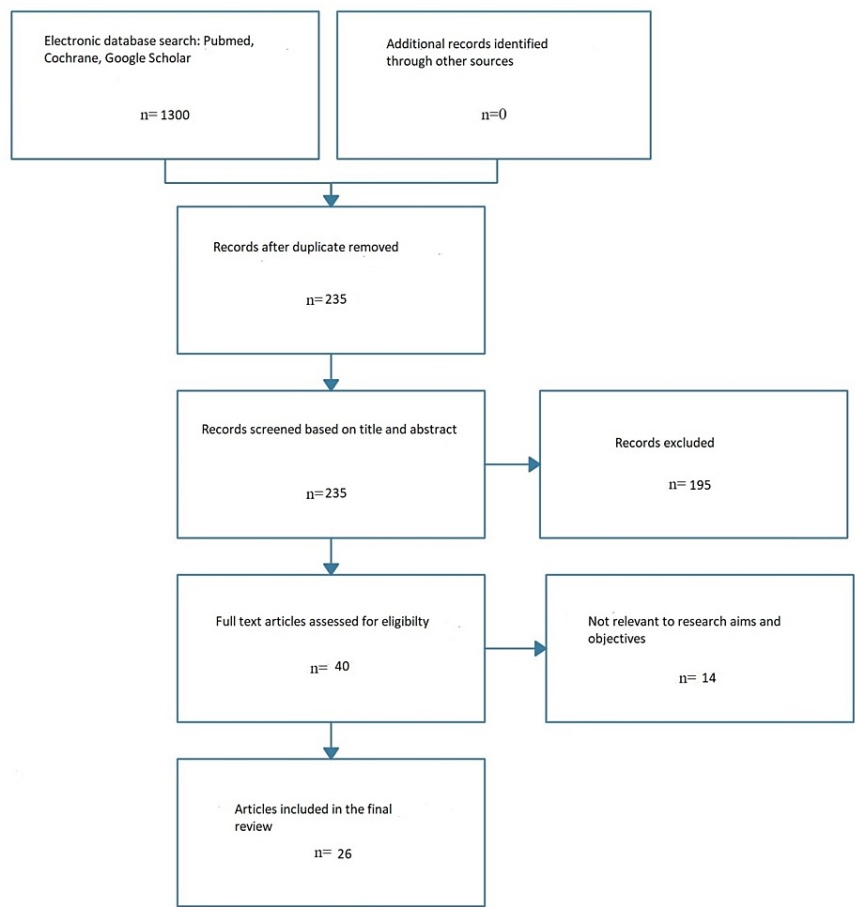 Electronic database search: Pubmed,
Cochrane, Google Scholar
n= 1300
Additional records identified
through other sources
n=0
Records after duplicate removed
n=235
Records screened based on title and abstract
n=235
Records excluded
n= 195
Full text articles assessed for eligibilty
n= 40
Not relevant to research aims and
objectives
n= 14
Articles included in the final
review
n= 26